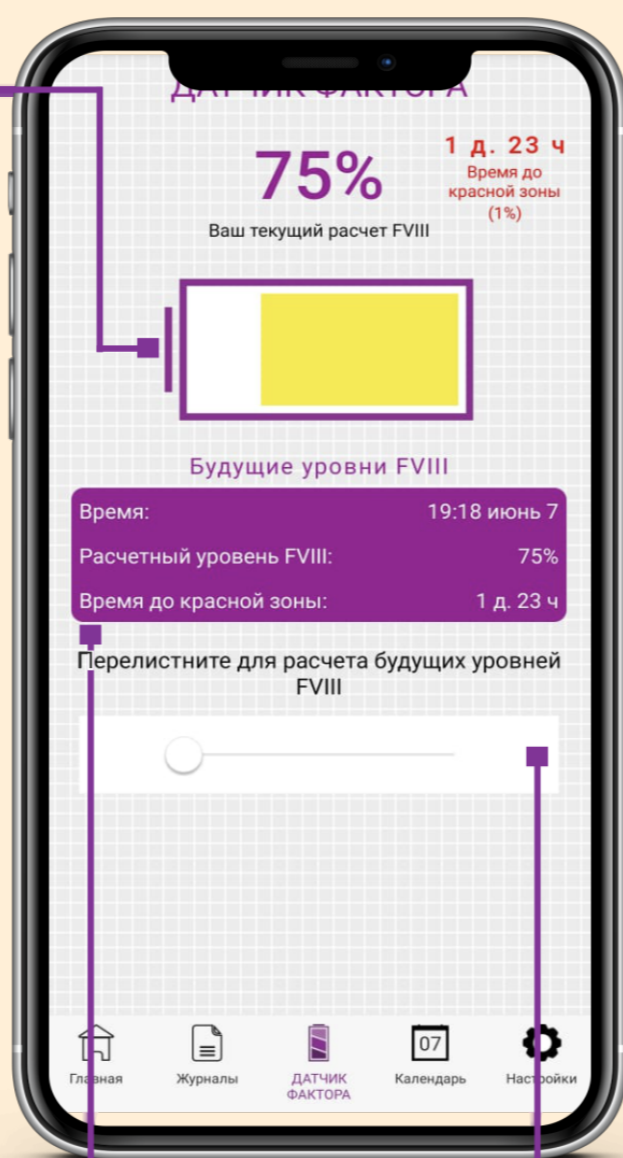 ДАТЧИК ФАКТОРА
75%
1 д. 23 ч
Время до
красной зоны
(1%)
Ваш текущий расчет FVIII
Будущие уровни FVIII
Время: 19:18 июнь 7
Расчетный уровень FVIII: 75%
Время до красной зоны: 1 д. 23 ч
Перелистните для расчета будущих уровней
FVIII
07
Главная Журналы ДАТЧИК Календарь Настройки
ФАКТОРА